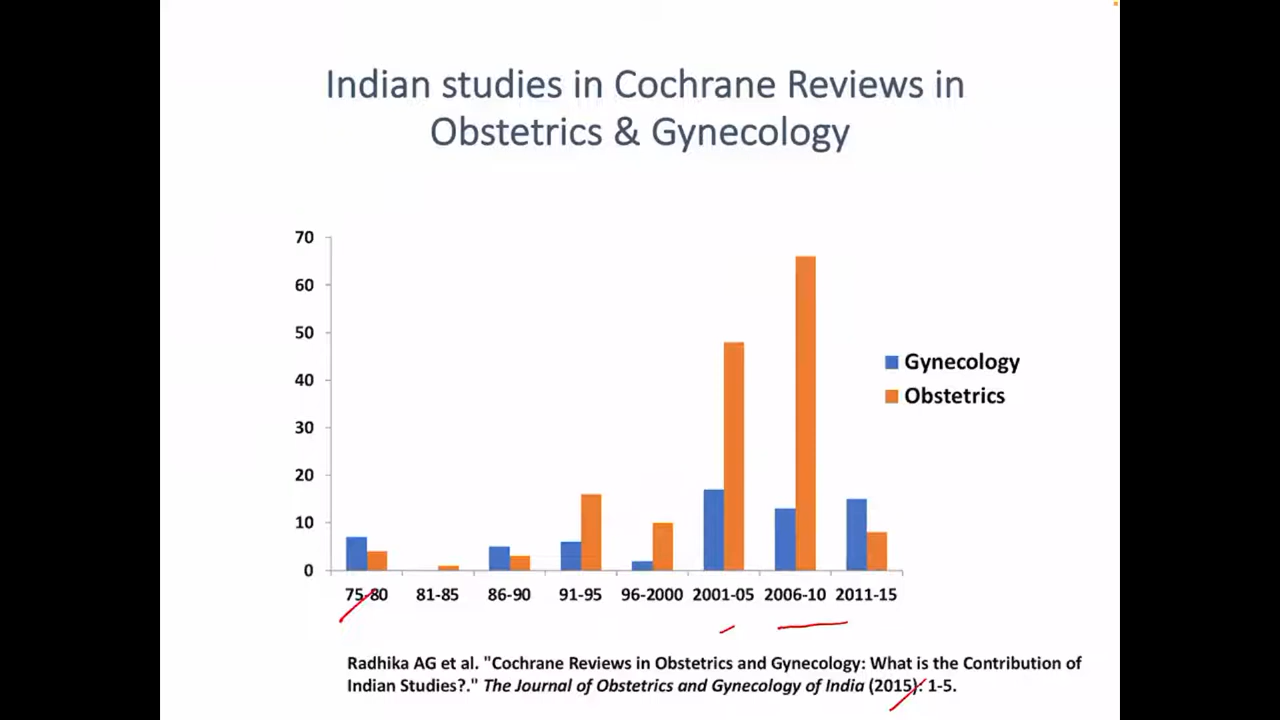 Indian studies in Cochrane Reviews in
Obstetrics & Gynecology
70
60
50
40
30
20
10
0
75-80 81-85 86-90 91-95 96-2000 2001-05 2006-10 2011-15
Gynecology
Obstetrics
Radhika AG et al. "Cochrane Reviews in Obstetrics and Gynecology: What is the Contribution of
Indian Studies?." The Journal of Obstetrics and Gynecology of India (2015): 1-5.